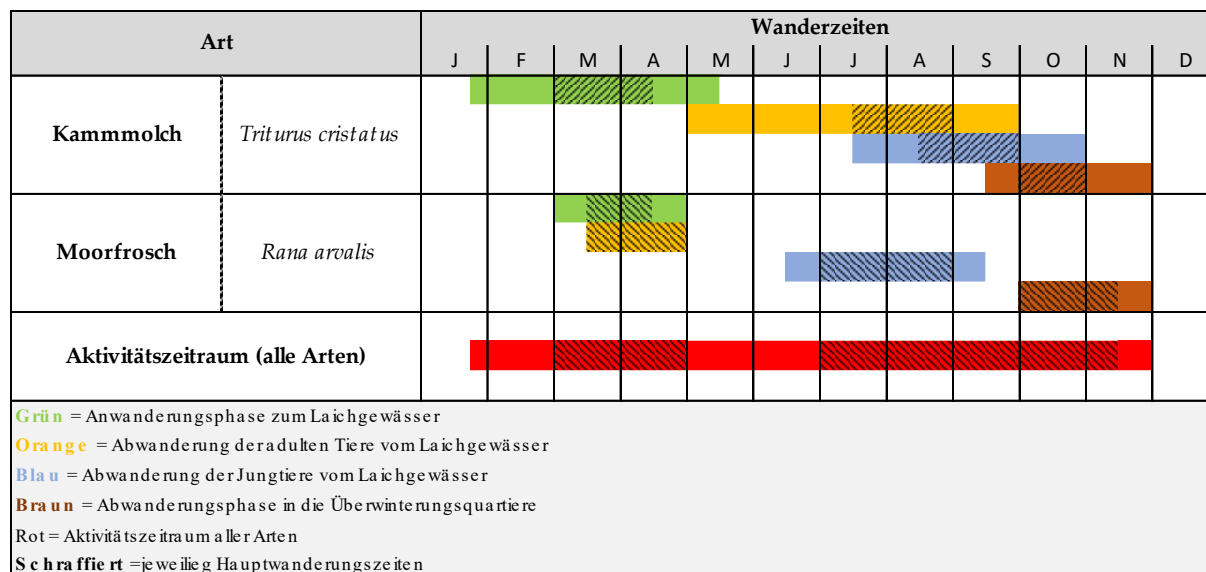 Art
Wanderzeiten
J F M A M J J A S O N D
Kammmolch Triturus cristatus
Moorfrosch Rana arvalis
Aktivitätszeitraum (alle Arten)
Grün = Anwanderungsphase zum Laichgewässer
Orange = Abwanderung der adulten Tiere vom Laichgewässer
Blau = Abwanderung der Jungtiere vom Laichgewässer
Braun = Abwanderungsphase in die Überwinterungsquartiere
Rot = Aktivitätszeitraum aller Arten
Schraffiert =jeweilieg Hauptwanderungszeiten